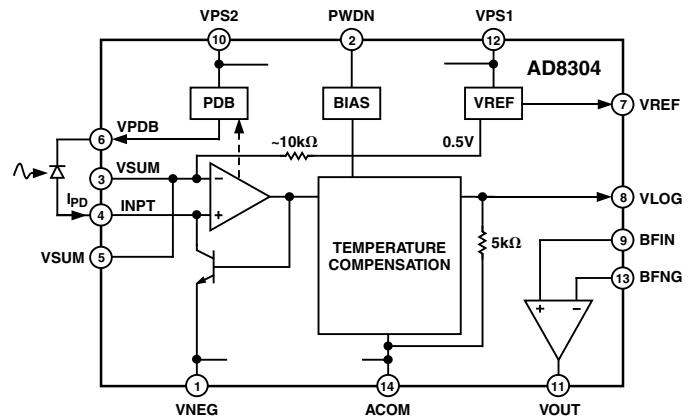 VPS2 PWDN VPS1
10 2 12
AD8304
PDB BIAS VREF 7 VREF
VPDB
6
~10kΩ 0.5V
VSUM
3
IPD
INPT
4
VSUM
5
− +
TEMPERATURE
COMPENSATION
5kΩ
8 VLOG
9 BFIN
13 BFNG
+ −
1 14 11
VNEG ACOM VOUT